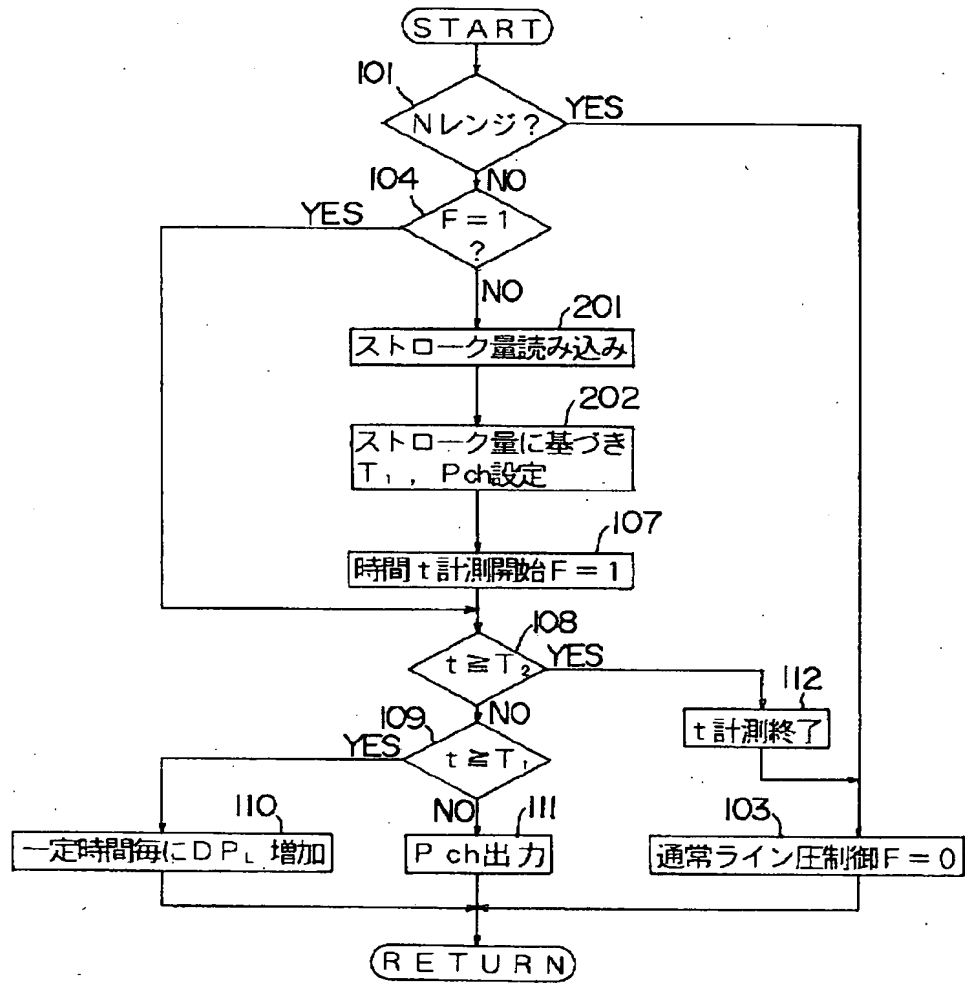 START
101
Nレンジ?
YES
NO
104
F=1
?
YES
NO
201
ストローク量読み込み
202
ストローク量に基づき
T₁, Pch設定
107
時間t計測開始F=1
108
t≧T₂
YES
NO
112
t計測終了
109
YES
t≧T₁
NO
110
一定時間毎にDP_L増加
111
Pch出力
103
通常ライン圧制御F=0
RETURN